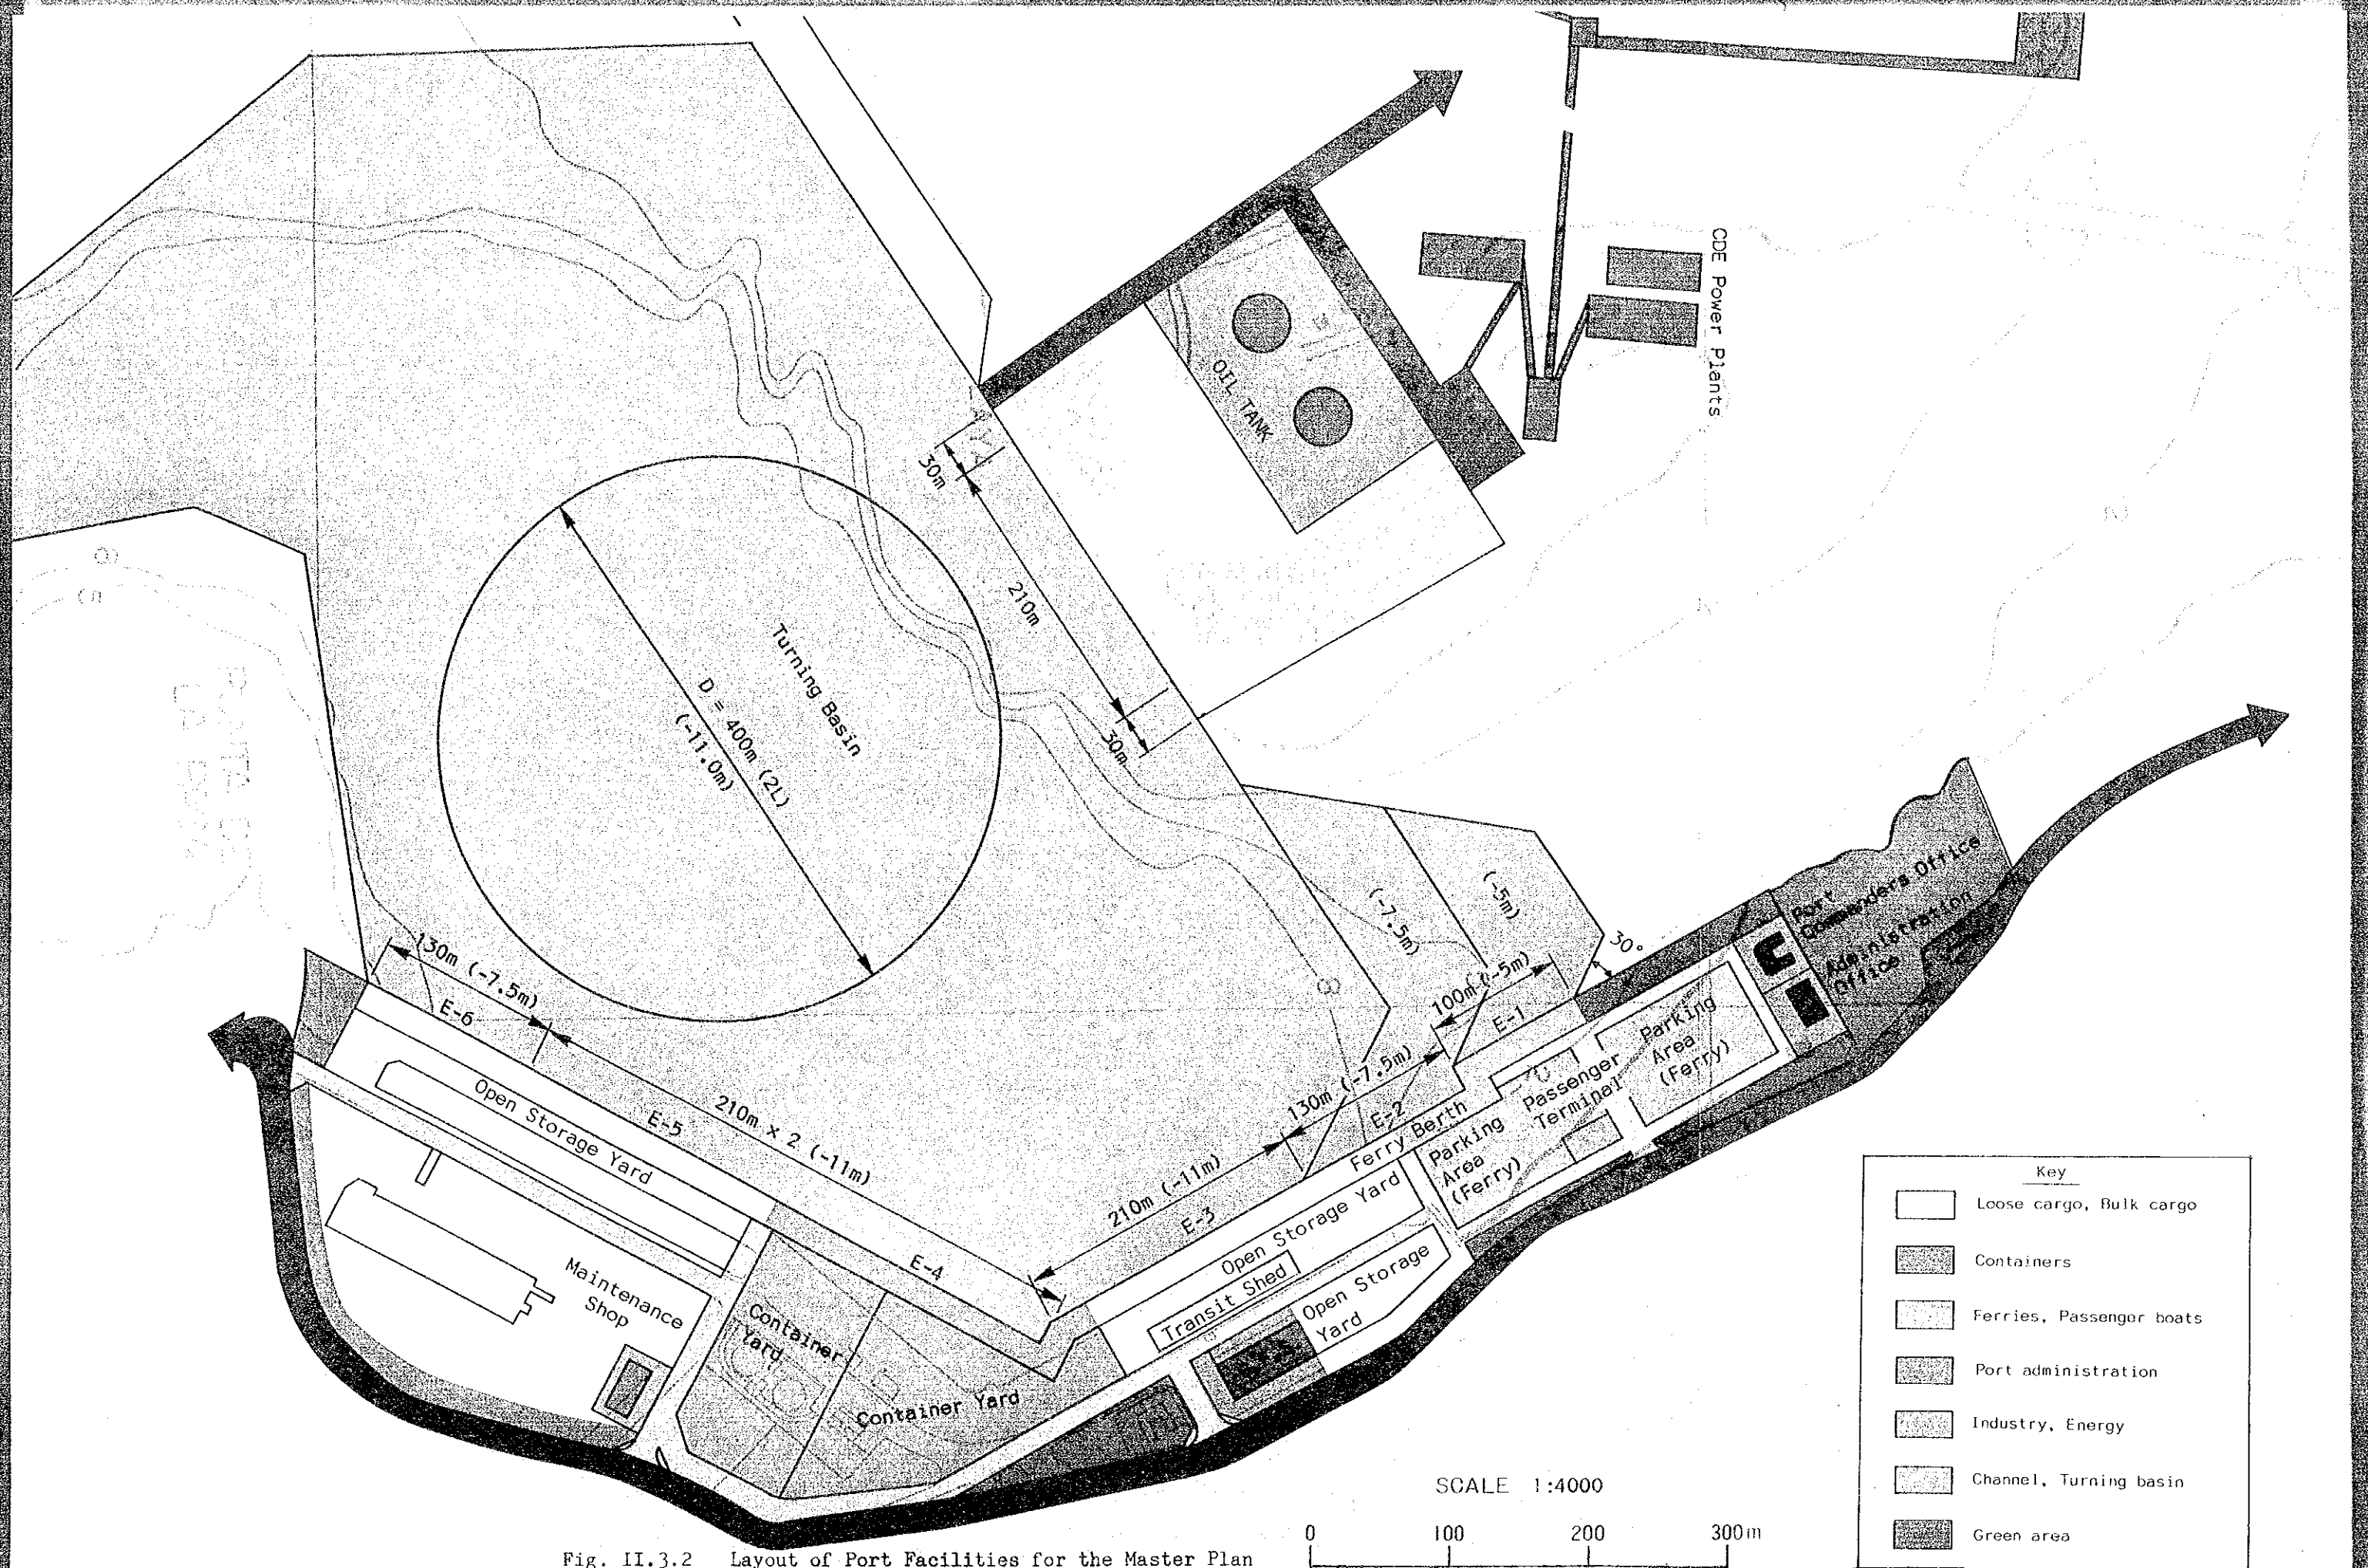 CDE Power Plants
OIL TANK
30m
210m
30m
Turning Basin
D = 400m (2L)
(-11.0m)
(-7.5m)
(-5m)
30°
Port
Commanders Office
Administration
Office
130m (-7.5m)
E-6
100m (-5m)
E-1
Parking
Area
(Ferry)
Passenger
Terminal
130m (-7.5m)
E-2
Ferry Berth
Parking
Area
(Ferry)
210m x 2 (-11m)
E-5
Open Storage Yard
210m (-11m)
E-3
Open Storage Yard
Transit Shed
Open Storage
Yard
E-4
Maintenance
Shop
Container
Yard
Container Yard
Key
Loose cargo, Bulk cargo
Containers
Ferries, Passenger boats
Port administration
Industry, Energy
Channel, Turning basin
Green area
SCALE 1:4000
0 100 200 300m
Fig. II.3.2 Layout of Port Facilities for the Master Plan